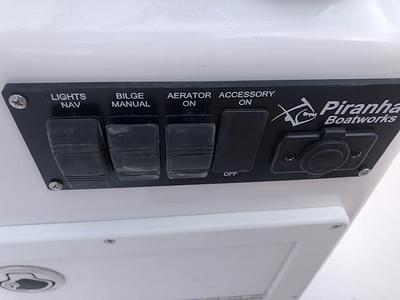 LIGHTS BILGE AERATOR ACCESSORY
NAV MANUAL ON ON
Piranha
Boatworks
OFF